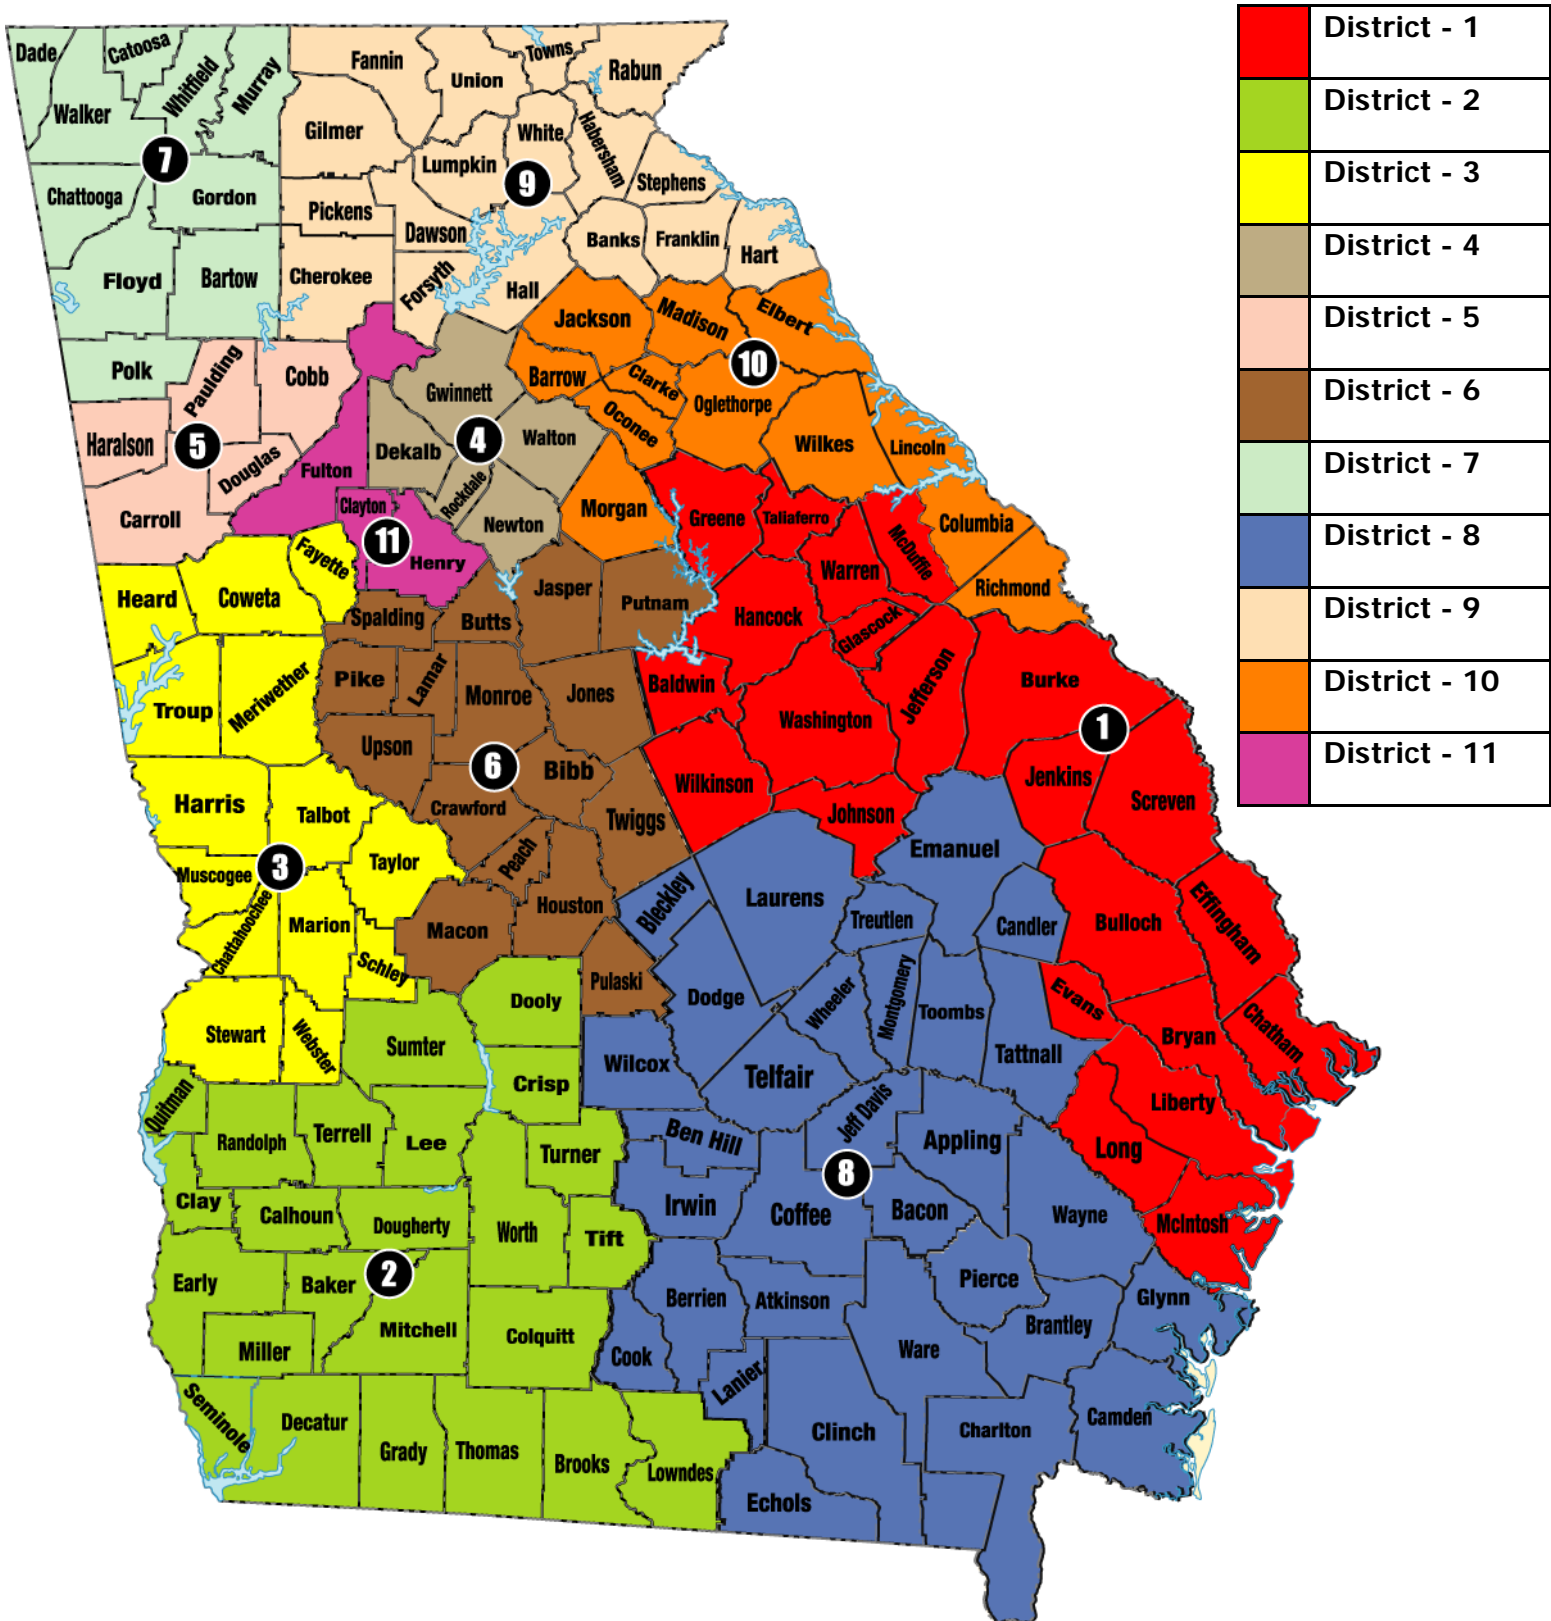 District - 1
District - 2
District - 3
District - 4
District - 5
District - 6
District - 7
District - 8
District - 9
District - 10
District - 11
Dade
Catoosa
Whitfield
Murray
Fannin
Union
Towns
Rabun
Walker
Gilmer
White
Habersham
7
Lumpkin
9
Stephens
Chattooga
Gordon
Pickens
Dawson
Banks
Franklin
Hart
Floyd
Bartow
Cherokee
Forsyth
Hall
Jackson
Madison
Elbert
Polk
Paulding
Cobb
Gwinnett
Barrow
Clarke
10
Oglethorpe
Haralson
5
Douglas
Fulton
Dekalb
4
Walton
Oconee
Wilkes
Lincoln
Carroll
Clayton
Rockdale
Newton
Morgan
Greene
Taliaferro
McDuffie
Columbia
Fayette
11
Henry
Warren
Richmond
Heard
Coweta
Spalding
Butts
Jasper
Putnam
Hancock
Glascock
Troup
Meriwether
Pike
Lamar
Monroe
Jones
Baldwin
Washington
Jefferson
Burke
1
Upson
6
Bibb
Wilkinson
Jenkins
Harris
Talbot
Crawford
Twiggs
Johnson
Screven
Muscogee
3
Taylor
Peach
Emanuel
Chattahoochee
Marion
Macon
Houston
Bleckley
Laurens
Treutlen
Candler
Bulloch
Effingham
Schley
Pulaski
Dooly
Dodge
Wheeler
Montgomery
Toombs
Evans
Stewart
Webster
Sumter
Crisp
Wilcox
Telfair
Tattnall
Bryan
Chatham
Quitman
Randolph
Terrell
Lee
Turner
Ben Hill
Jeff Davis
Appling
Long
Liberty
8
Clay
Calhoun
Dougherty
Worth
Tift
Irwin
Coffee
Bacon
Wayne
McIntosh
Early
Baker
2
Mitchell
Berrien
Atkinson
Pierce
Glynn
Miller
Colquitt
Cook
Lanier
Ware
Brantley
Seminole
Decatur
Grady
Thomas
Brooks
Lowndes
Clinch
Charlton
Camden
Echols